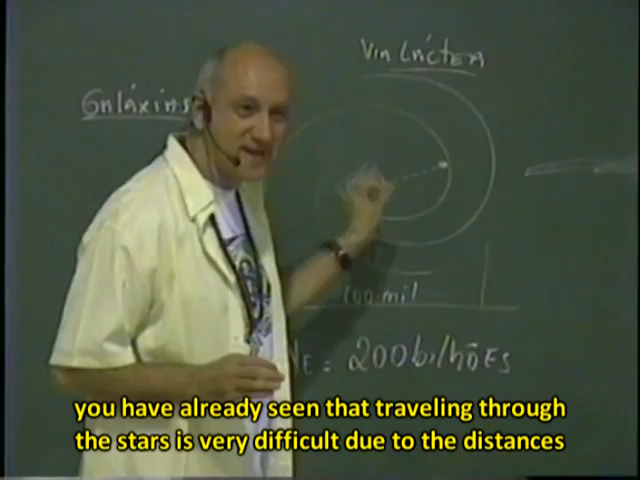 Via Láctea
Galáxias
100 mil
NE = 200 bilhões
you have already seen that traveling through
the stars is very difficult due to the distances